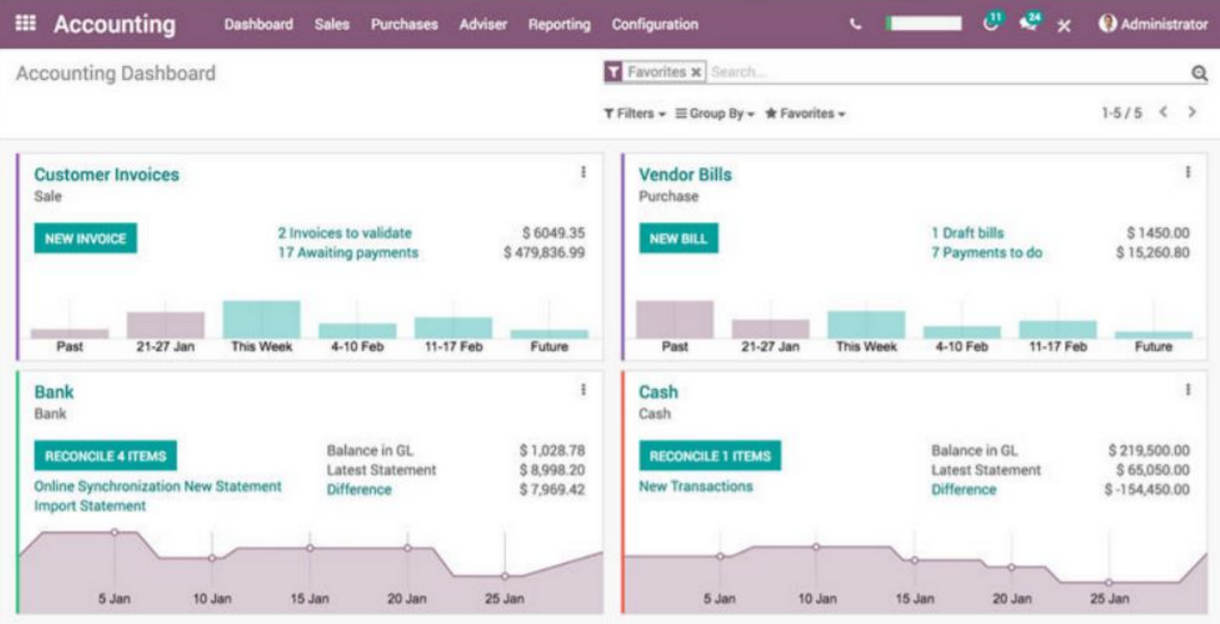 Accounting Dashboard Sales Purchases Adviser Reporting Configuration 11 24 Administrator
Accounting Dashboard
Favorites Search...
Filters Group By Favorites 1-5 / 5
Customer Invoices
Sale
NEW INVOICE
2 Invoices to validate $ 6049.35
17 Awaiting payments $ 479,836.99
Past 21-27 Jan This Week 4-10 Feb 11-17 Feb Future
Vendor Bills
Purchase
NEW BILL
1 Draft bills $ 1450.00
7 Payments to do $ 15,260.80
Past 21-27 Jan This Week 4-10 Feb 11-17 Feb Future
Bank
Bank
RECONCILE 4 ITEMS
Online Synchronization New Statement
Import Statement
Balance in GL $ 1,028.78
Latest Statement $ 8,998.20
Difference $ 7,969.42
5 Jan 10 Jan 15 Jan 20 Jan 25 Jan
Cash
Cash
RECONCILE 1 ITEMS
New Transactions
Balance in GL $ 219,500.00
Latest Statement $ 65,050.00
Difference $ -154,450.00
5 Jan 10 Jan 15 Jan 20 Jan 25 Jan